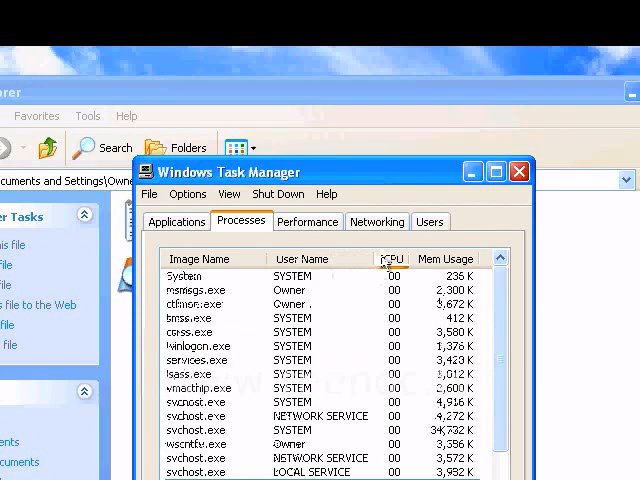 orer
Favorites Tools Help
Search Folders
cuments and Settings\Owne
Windows Task Manager
File Options View Shut Down Help
Applications Processes Performance Networking Users
er Tasks
is file
file
e
s file to the Web
file
file
ents
cuments
Image Name User Name CPU Mem Usage
System SYSTEM 00 236 K
msmsgs.exe Owner 00 2,300 K
ctfmon.exe Owner 00 3,672 K
smss.exe SYSTEM 00 412 K
csrss.exe SYSTEM 00 3,580 K
winlogon.exe SYSTEM 00 1,376 K
services.exe SYSTEM 00 3,423 K
lsass.exe SYSTEM 00 1,012 K
vmacthlp.exe SYSTEM 00 2,600 K
svchost.exe SYSTEM 00 4,916 K
svchost.exe NETWORK SERVICE 00 4,272 K
svchost.exe SYSTEM 00 34,732 K
wscntfy.exe Owner 00 3,356 K
svchost.exe NETWORK SERVICE 00 3,572 K
svchost.exe LOCAL SERVICE 00 3,952 K